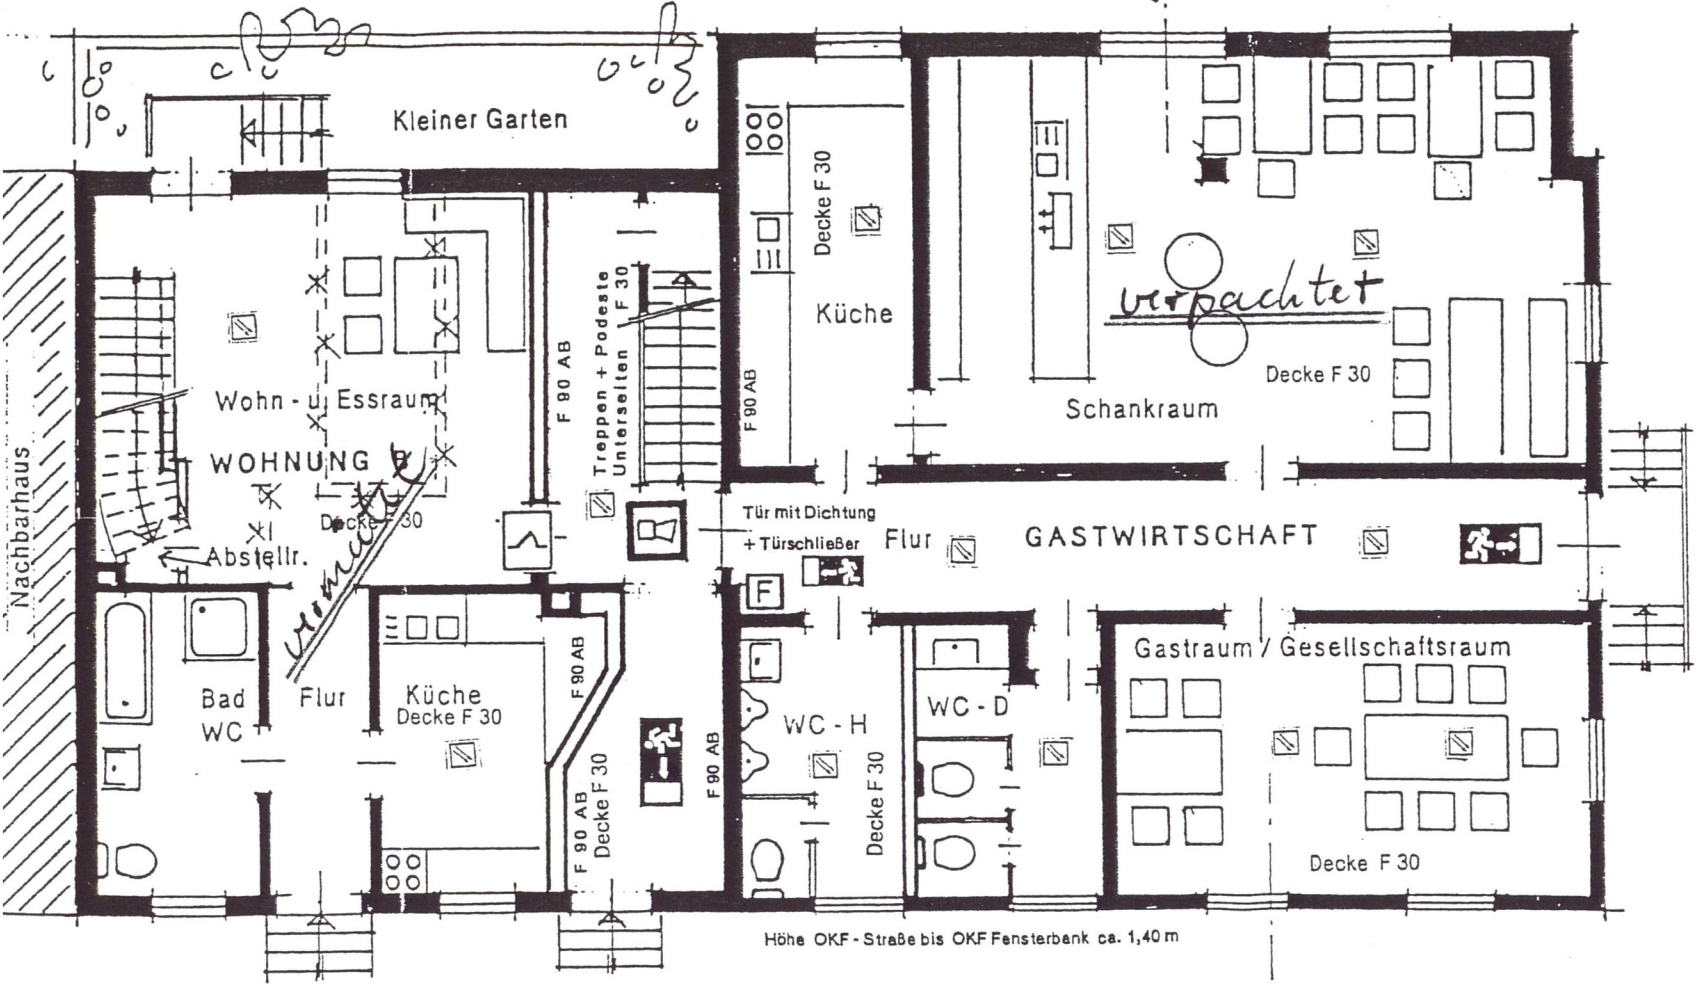 Kleiner Garten
Nachbarhaus
Wohn - u. Essraum
WOHNUNG B
Decke F 30
Abstellr.
vermietet
Bad
WC
Flur
Küche
Decke F 30
F 90 AB
Treppen + Podeste
Unterseiten F 30
F 90 AB
F 90 AB
Decke F 30
F 90 AB
Decke F 30
Küche
F 90 AB
verpachtet
Decke F 30
Schankraum
Tür mit Dichtung
+ Türschließer
Flur
GASTWIRTSCHAFT
F
WC - H
Decke F 30
WC - D
Gastraum / Gesellschaftsraum
Decke F 30
Höhe OKF - Straße bis OKF Fensterbank ca. 1,40 m